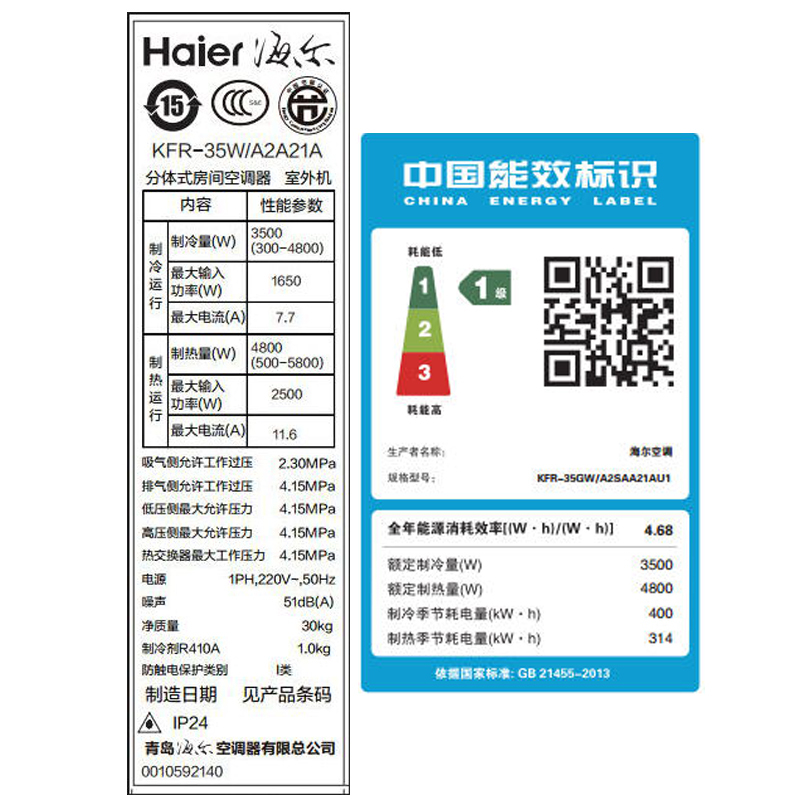 Haier 海尔
15 CCC S&E 节
KFR-35W/A2A21A
分体式房间空调器 室外机
内容 性能参数
制冷运行
制冷量(W) 3500
(300-4800)
最大输入
功率(W) 1650
最大电流(A) 7.7
制热运行
制热量(W) 4800
(500-5800)
最大输入
功率(W) 2500
最大电流(A) 11.6
吸气侧允许工作过压 2.30MPa
排气侧允许工作过压 4.15MPa
低压侧最大允许压力 4.15MPa
高压侧最大允许压力 4.15MPa
热交换器最大工作压力 4.15MPa
电源 1PH,220V~,50Hz
噪声 51dB(A)
净质量 30kg
制冷剂R410A 1.0kg
防触电保护类别 I类
制造日期 见产品条码
IP24
青岛海尔空调器有限总公司
0010592140
中国能效标识
CHINA ENERGY LABEL
耗能低
1 1级
2
3
耗能高
生产者名称: 海尔空调
规格型号: KFR-35GW/A2SAA21AU1
全年能源消耗效率[(W·h)/(W·h)] 4.68
额定制冷量(W) 3500
额定制热量(W) 4800
制冷季节耗电量(kW·h) 400
制热季节耗电量(kW·h) 314
依据国家标准: GB 21455-2013